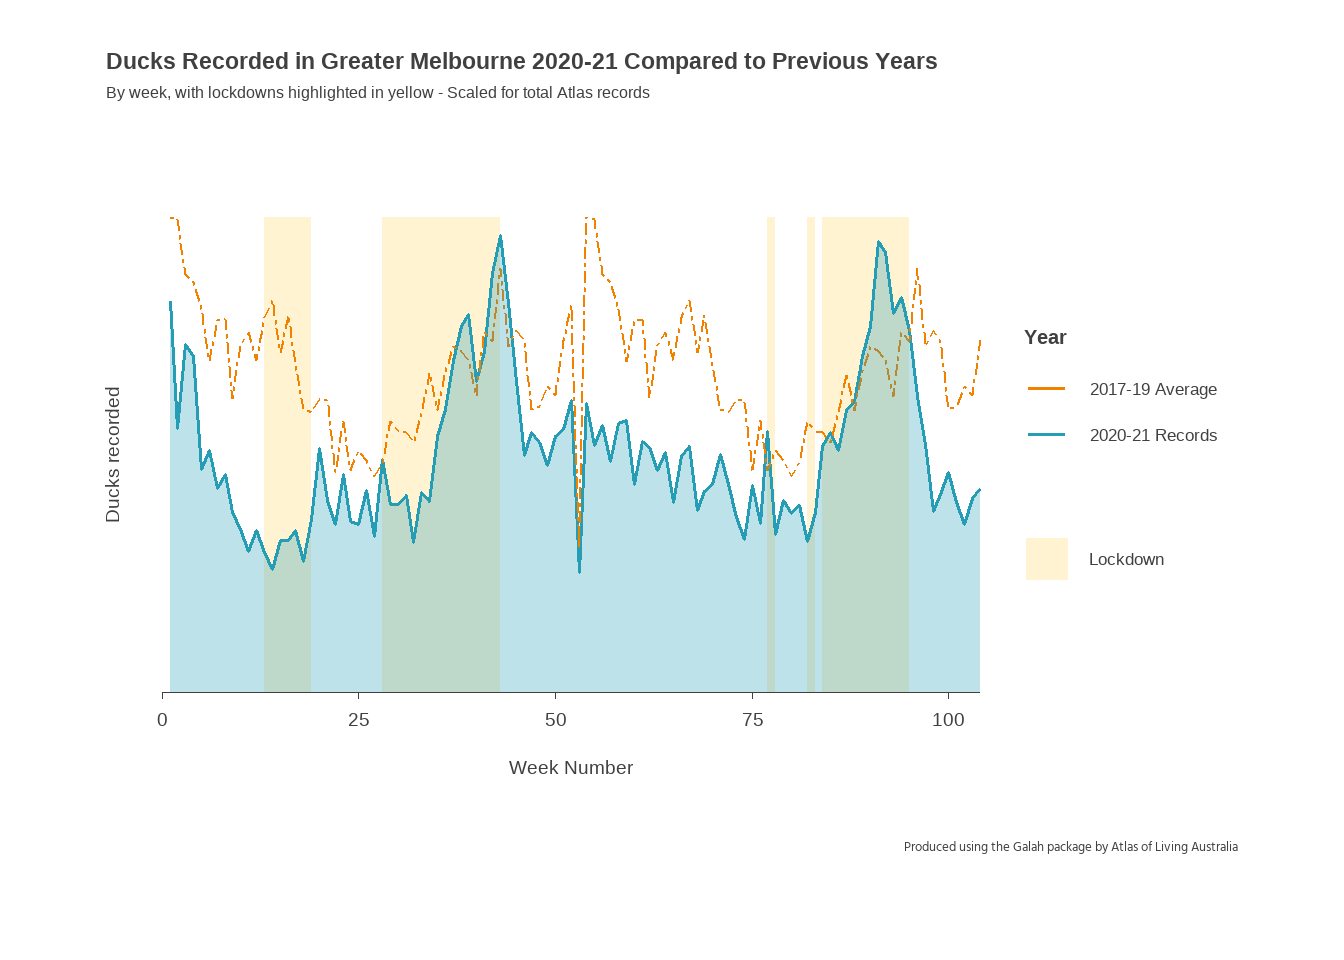 Ducks Recorded in Greater Melbourne 2020-21 Compared to Previous Years
By week, with lockdowns highlighted in yellow - Scaled for total Atlas records
Ducks recorded
Year
2017-19 Average
2020-21 Records
Lockdown
0 25 50 75 100
Week Number
Produced using the Galah package by Atlas of Living Australia